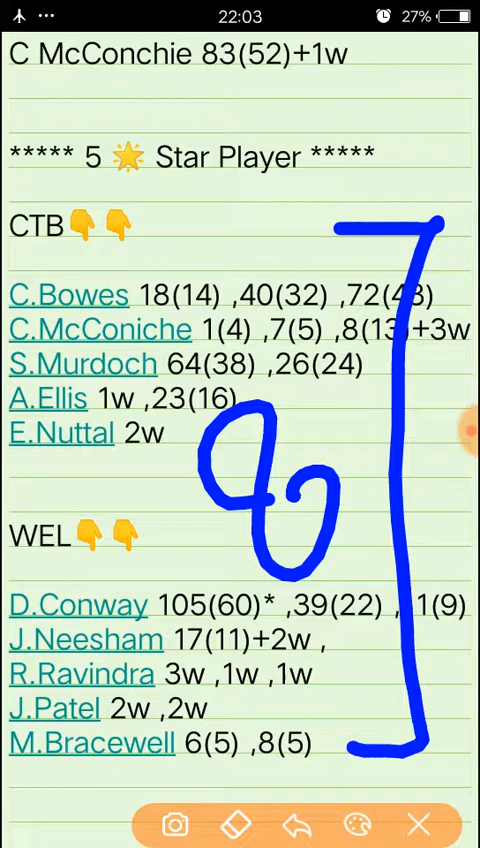 22:03
27%
C McConchie 83(52)+1w
***** 5 🌟 Star Player *****
CTB👇👇
C.Bowes 18(14) ,40(32) ,72(43)
C.McConiche 1(4) ,7(5) ,8(13)+3w
S.Murdoch 64(38) ,26(24)
A.Ellis 1w ,23(16)
E.Nuttal 2w
WEL👇👇
D.Conway 105(60)* ,39(22) , 1(9)
J.Neesham 17(11)+2w ,
R.Ravindra 3w ,1w ,1w
J.Patel 2w ,2w
M.Bracewell 6(5) ,8(5)